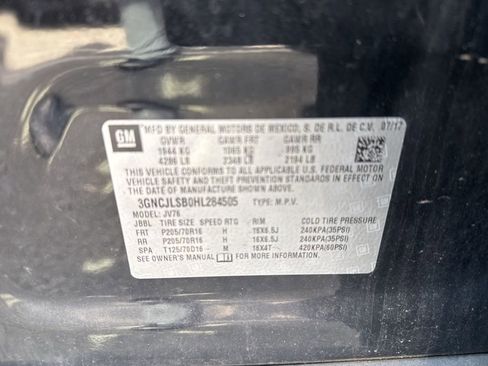 GM
MFD BY GENERAL MOTORS DE MEXICO, S. DE R.L. DE C.V. 07/17
GVWR GAWR FRT GAWR RR
1944 KG 1065 KG 995 KG
4286 LB 2348 LB 2194 LB
THIS VEHICLE CONFORMS TO ALL APPLICABLE U.S. FEDERAL MOTOR
VEHICLE SAFETY AND THEFT PREVENTION STANDARDS IN EFFECT ON
THE DATE OF MANUFACTURE SHOWN ABOVE.
3GNCJLSB0HL284505 TYPE: M.P.V.
MODEL: JV76
JBBL TIRE SIZE SPEED RTG RIM COLD TIRE PRESSURE
FRT P205/70R16 H 16X6.5J 240KPA(35PSI)
RR P205/70R16 H 16X6.5J 240KPA(35PSI)
SPA T125/70D16 M 16X4T 420KPA(60PSI)
SEE OWNER'S MANUAL FOR MORE INFORMATION.